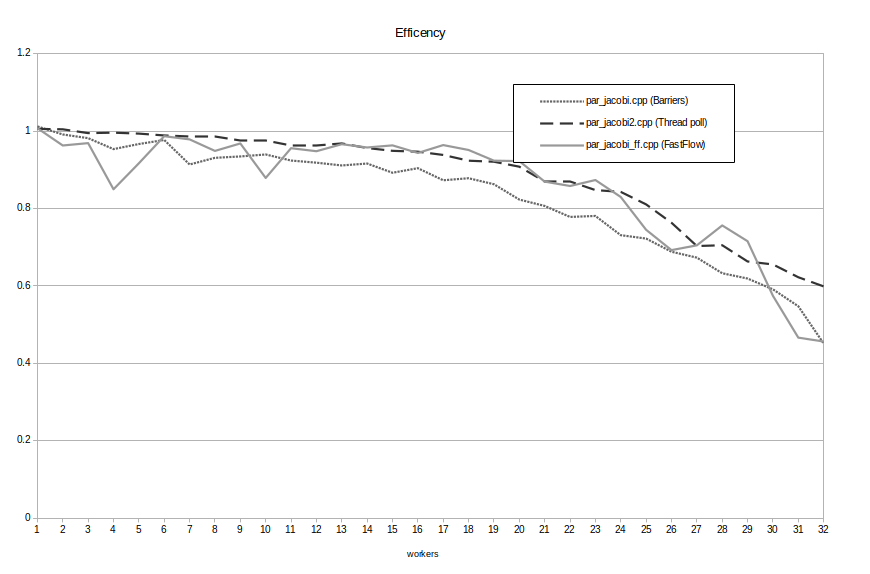 Efficency
1.2
par_jacobi.cpp (Barriers)
par_jacobi2.cpp (Thread poll)
par_jacobi_ff.cpp (FastFlow)
1
0.8
0.6
0.4
0.2
0
1 2 3 4 5 6 7 8 9 10 11 12 13 14 15 16 17 18 19 20 21 22 23 24 25 26 27 28 29 30 31 32
workers